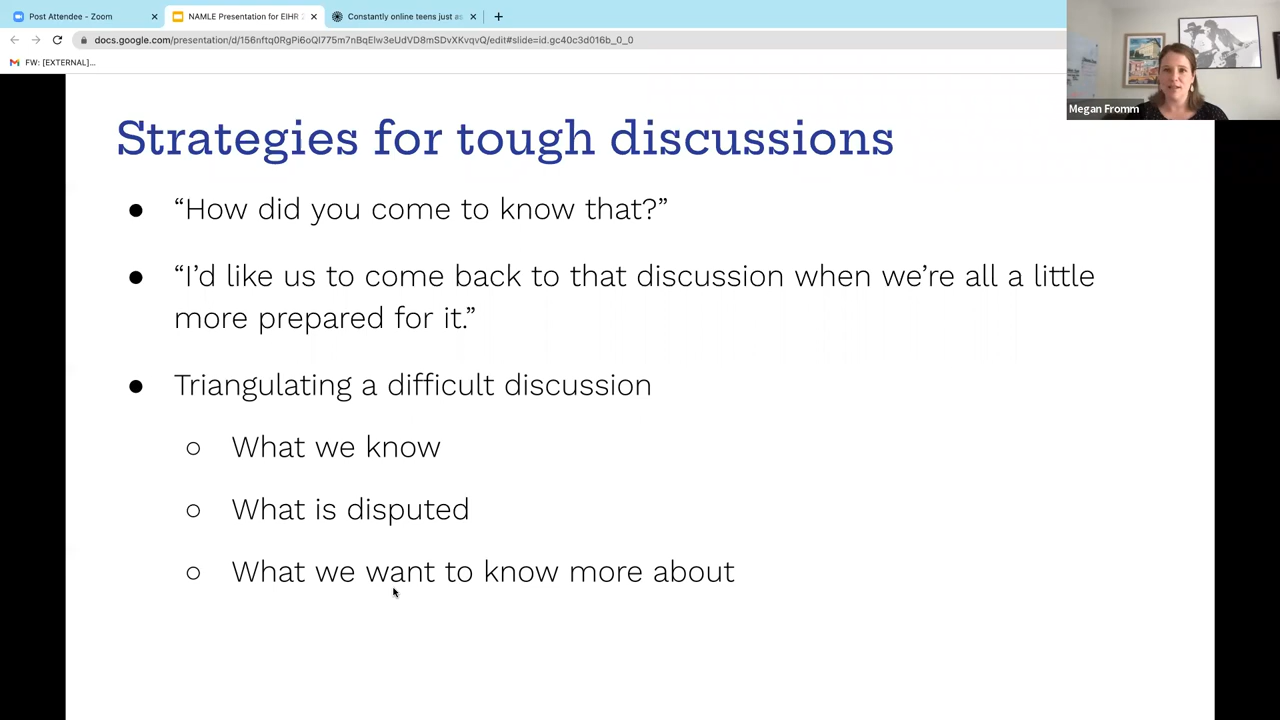 Post Attendee - Zoom
NAMLE Presentation for EIHR 2
Constantly online teens just as
docs.google.com/presentation/d/156nftq0RgPi6oQI775m7nBqElw3eUdVD8mSDvXKvqvQ/edit#slide=id.gc40c3d016b_0_0
FW: [EXTERNAL]...
Megan Fromm
Strategies for tough discussions
● “How did you come to know that?”
● “I’d like us to come back to that discussion when we’re all a little
more prepared for it.”
● Triangulating a difficult discussion
○ What we know
○ What is disputed
○ What we want to know more about